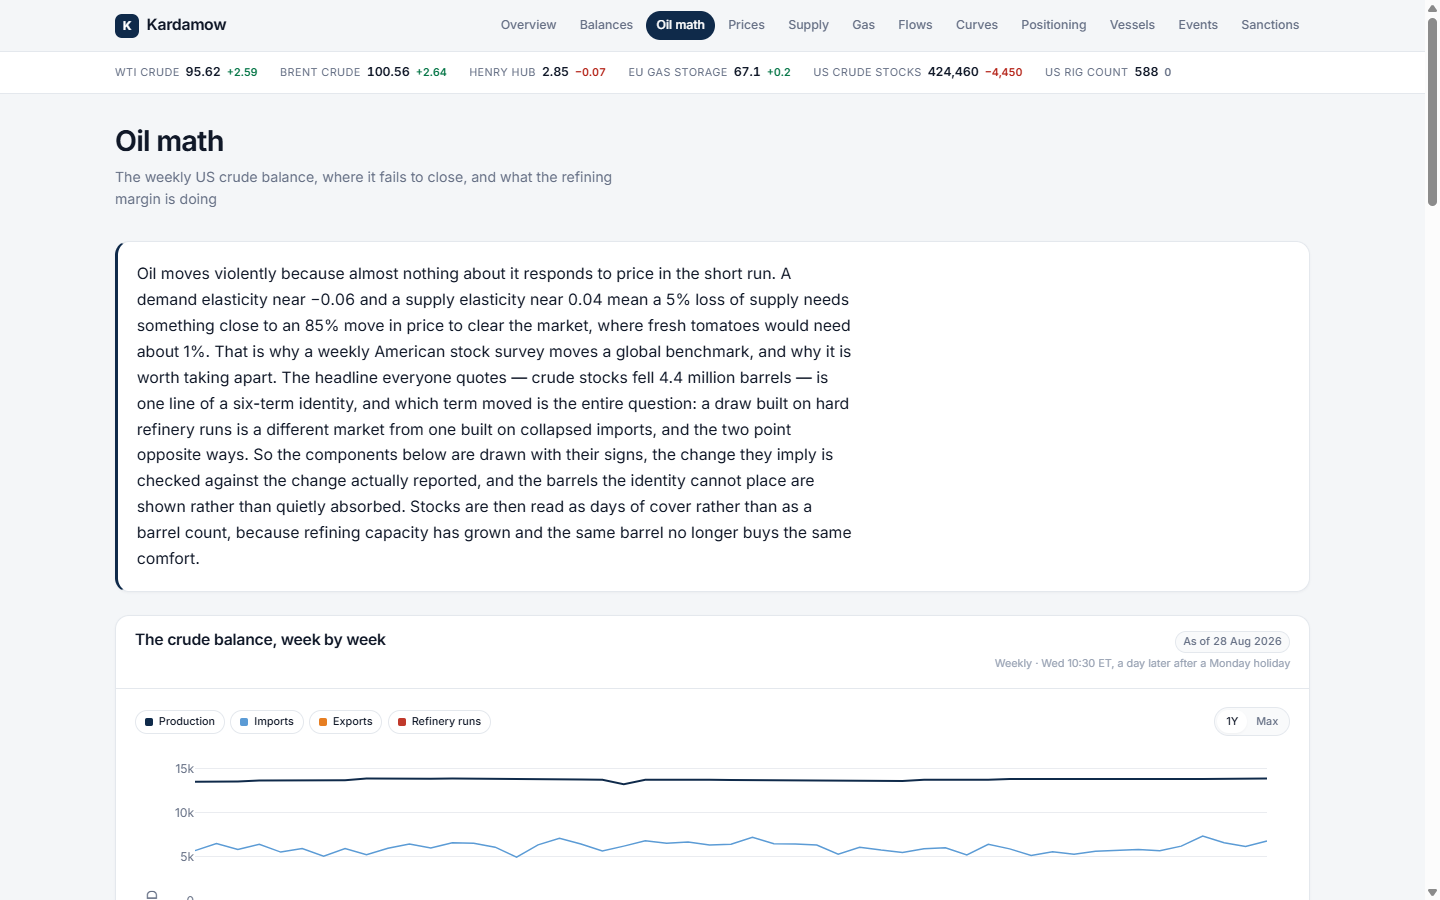 K Kardamow
Overview Balances Oil math Prices Supply Gas Flows Curves Positioning Vessels Events Sanctions
WTI CRUDE 95.62 +2.59 BRENT CRUDE 100.56 +2.64 HENRY HUB 2.85 −0.07 EU GAS STORAGE 67.1 +0.2 US CRUDE STOCKS 424,460 −4,450 US RIG COUNT 588 0
Oil math
The weekly US crude balance, where it fails to close, and what the refining
margin is doing
Oil moves violently because almost nothing about it responds to price in the short run. A
demand elasticity near −0.06 and a supply elasticity near 0.04 mean a 5% loss of supply needs
something close to an 85% move in price to clear the market, where fresh tomatoes would need
about 1%. That is why a weekly American stock survey moves a global benchmark, and why it is
worth taking apart. The headline everyone quotes — crude stocks fell 4.4 million barrels — is
one line of a six-term identity, and which term moved is the entire question: a draw built on hard
refinery runs is a different market from one built on collapsed imports, and the two point
opposite ways. So the components below are drawn with their signs, the change they imply is
checked against the change actually reported, and the barrels the identity cannot place are
shown rather than quietly absorbed. Stocks are then read as days of cover rather than as a
barrel count, because refining capacity has grown and the same barrel no longer buys the same
comfort.
The crude balance, week by week
As of 28 Aug 2026
Weekly · Wed 10:30 ET, a day later after a Monday holiday
Production Imports Exports Refinery runs
1Y Max
15k
10k
5k
0
D